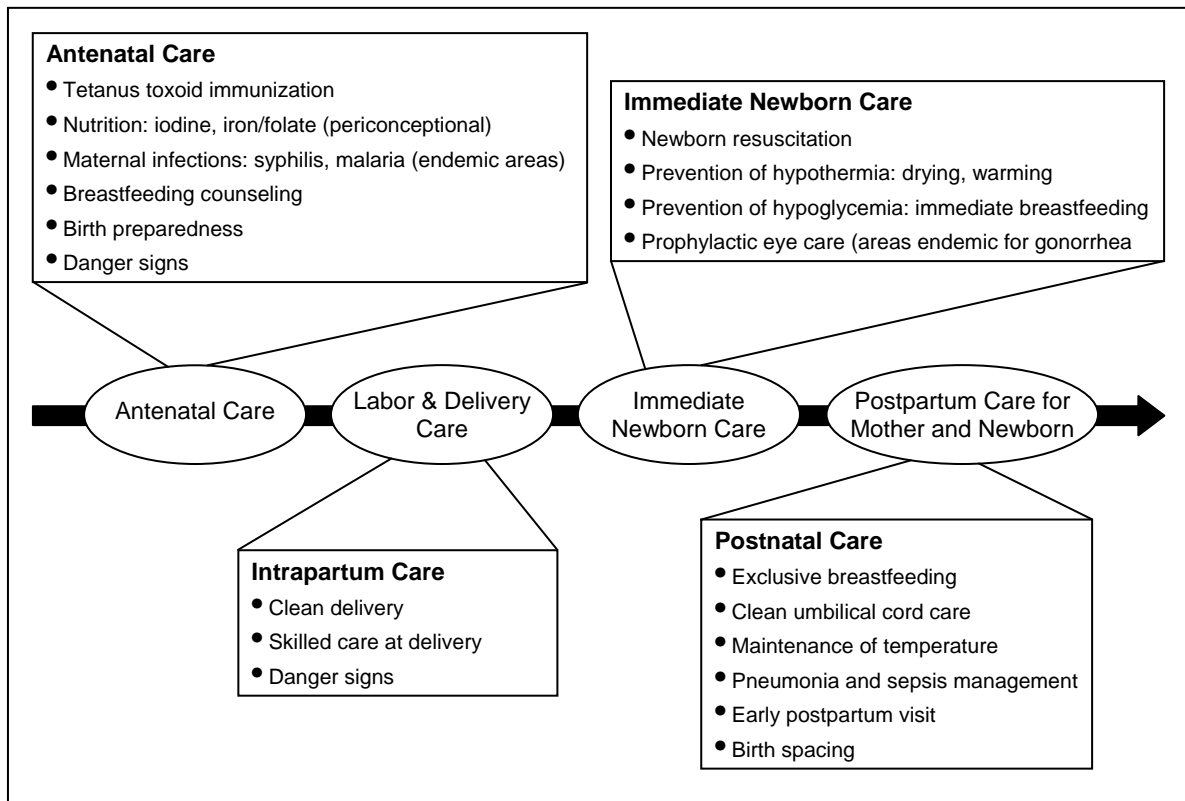 Antenatal Care
• Tetanus toxoid immunization
• Nutrition: iodine, iron/folate (periconceptional)
• Maternal infections: syphilis, malaria (endemic areas)
• Breastfeeding counseling
• Birth preparedness
• Danger signs
Immediate Newborn Care
• Newborn resuscitation
• Prevention of hypothermia: drying, warming
• Prevention of hypoglycemia: immediate breastfeeding
• Prophylactic eye care (areas endemic for gonorrhea
Antenatal Care
Labor & Delivery
Care
Immediate
Newborn Care
Postpartum Care for
Mother and Newborn
Intrapartum Care
• Clean delivery
• Skilled care at delivery
• Danger signs
Postnatal Care
• Exclusive breastfeeding
• Clean umbilical cord care
• Maintenance of temperature
• Pneumonia and sepsis management
• Early postpartum visit
• Birth spacing